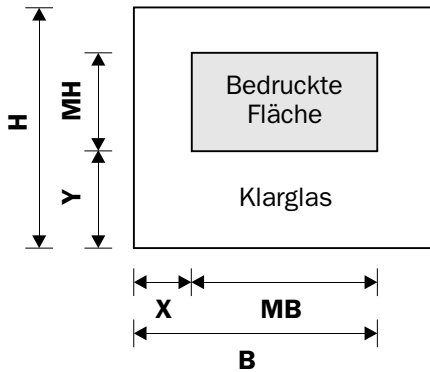 Bedruckte
Fläche
MH
H
Y
Klarglas
X
MB
B